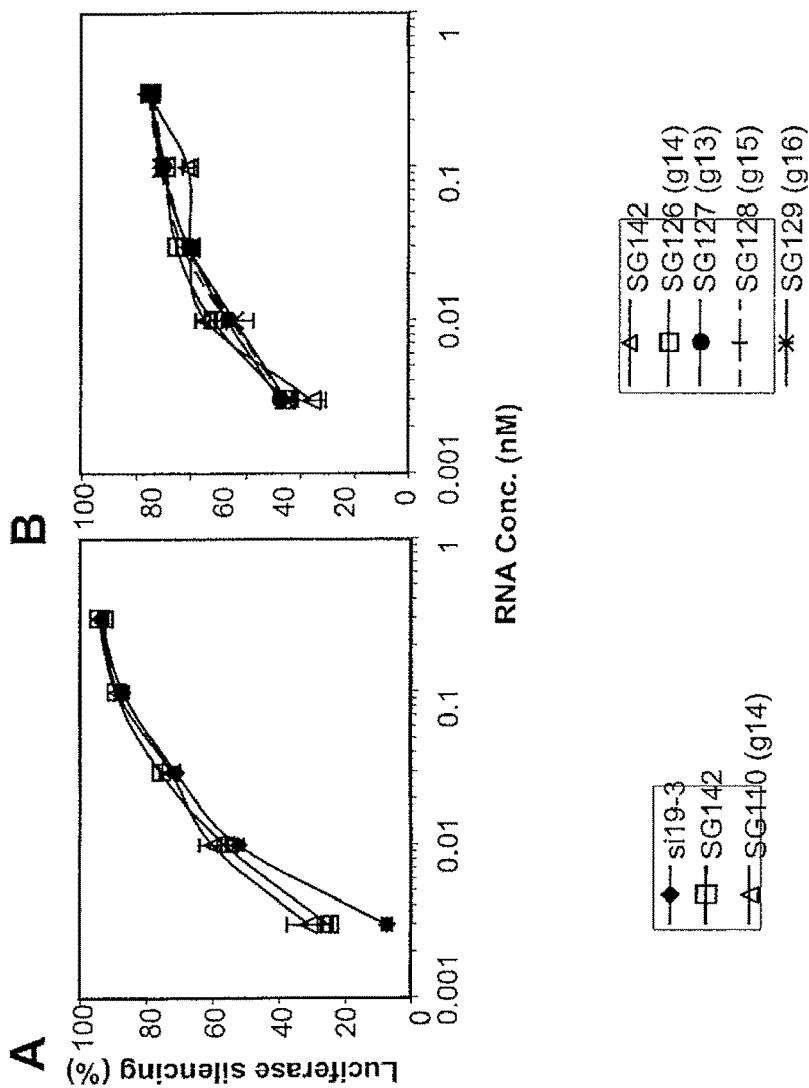 A
B
Luciferase silencing (%)
100
80
60
40
20
0
0.001
0.01
0.1
1
100
80
60
40
20
0
0.001
0.01
0.1
1
RNA Conc. (nM)
si19-3
SG142
SG110 (g14)
SG142
SG126 (g14)
SG127 (g13)
SG128 (g15)
SG129 (g16)